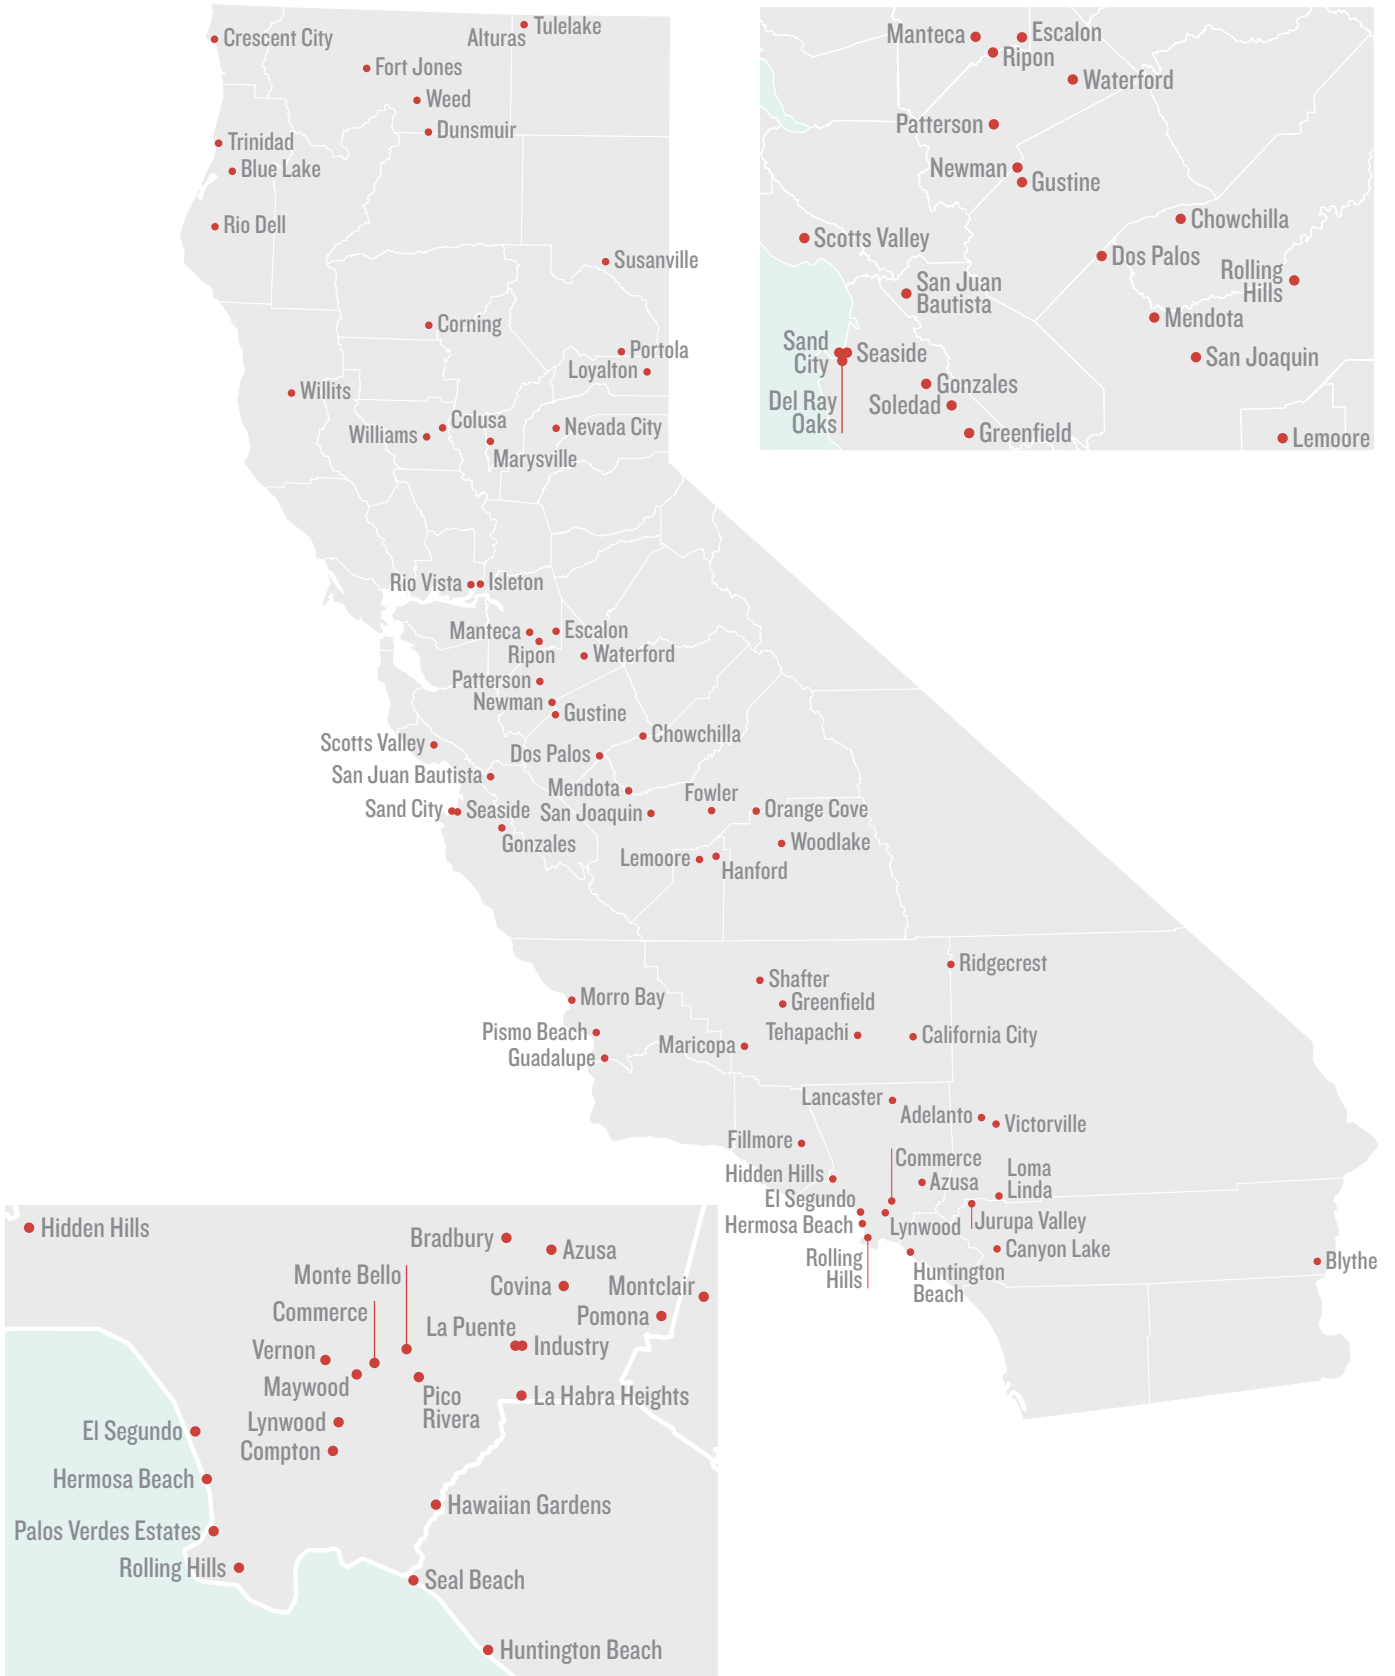 Tulelake
Alturas
Crescent City
Fort Jones
Weed
Dunsmuir
Trinidad
Blue Lake
Rio Dell
Susanville
Corning
Portola
Loyalton
Willits
Colusa
Williams
Nevada City
Marysville
Rio Vista
Isleton
Manteca
Escalon
Ripon
Waterford
Patterson
Newman
Gustine
Chowchilla
Scotts Valley
Dos Palos
San Juan Bautista
Mendota
Fowler
Sand City
Seaside
San Joaquin
Orange Cove
Gonzales
Woodlake
Lemoore
Hanford
Ridgecrest
Shafter
Morro Bay
Greenfield
Pismo Beach
Tehapachi
California City
Maricopa
Guadalupe
Lancaster
Adelanto
Victorville
Fillmore
Commerce
Hidden Hills
Azusa
Loma
Linda
El Segundo
Hermosa Beach
Lynwood
Jurupa Valley
Rolling
Hills
Canyon Lake
Huntington
Beach
Blythe
Manteca
Escalon
Ripon
Waterford
Patterson
Newman
Gustine
Chowchilla
Scotts Valley
Dos Palos
Rolling
Hills
San Juan
Bautista
Mendota
Sand
City
Seaside
San Joaquin
Del Ray
Oaks
Gonzales
Soledad
Greenfield
Lemoore
Hidden Hills
Bradbury
Azusa
Monte Bello
Covina
Montclair
Commerce
Pomona
La Puente
Industry
Vernon
Maywood
Pico
Rivera
La Habra Heights
Lynwood
El Segundo
Compton
Hermosa Beach
Hawaiian Gardens
Palos Verdes Estates
Rolling Hills
Seal Beach
Huntington Beach